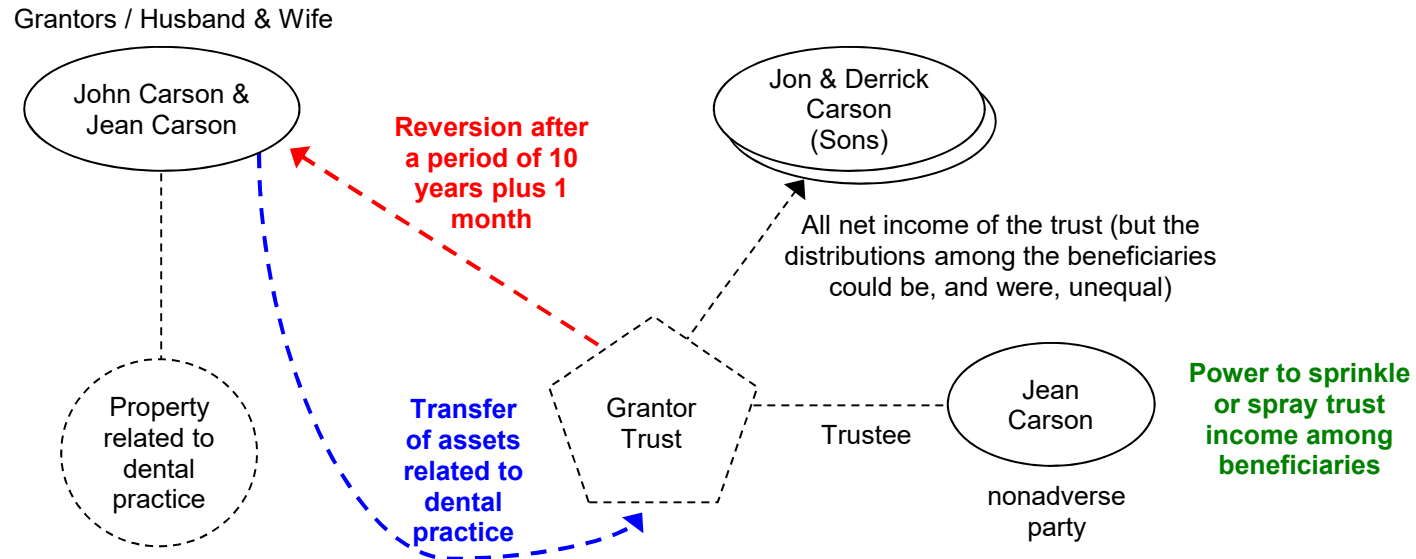 Grantors / Husband & Wife
John Carson &
Jean Carson
Reversion after
a period of 10
years plus 1
month
Jon & Derrick
Carson
(Sons)
All net income of the trust (but the
distributions among the beneficiaries
could be, and were, unequal)
Property
related to
dental
practice
Transfer
of assets
related to
dental
practice
Grantor
Trust
Trustee
Jean
Carson
nonadverse
party
Power to sprinkle
or spray trust
income among
beneficiaries